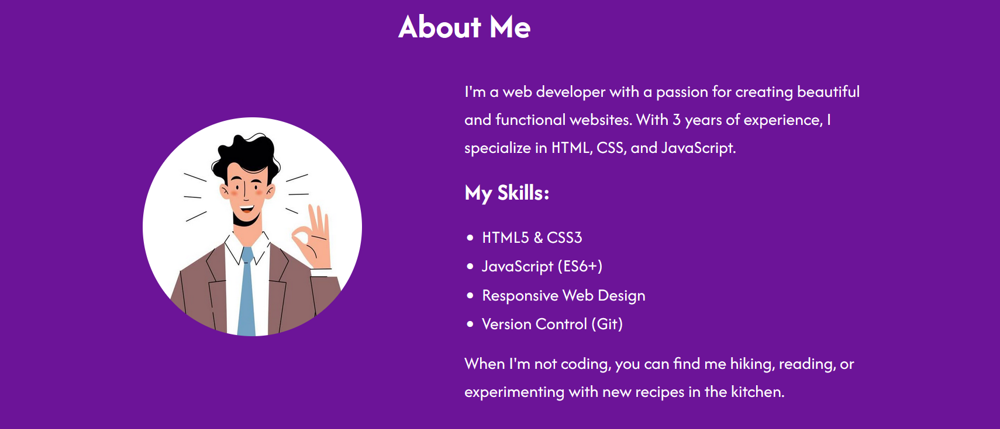 About Me
I'm a web developer with a passion for creating beautiful
and functional websites. With 3 years of experience, I
specialize in HTML, CSS, and JavaScript.
My Skills:
• HTML5 & CSS3
• JavaScript (ES6+)
• Responsive Web Design
• Version Control (Git)
When I'm not coding, you can find me hiking, reading, or
experimenting with new recipes in the kitchen.